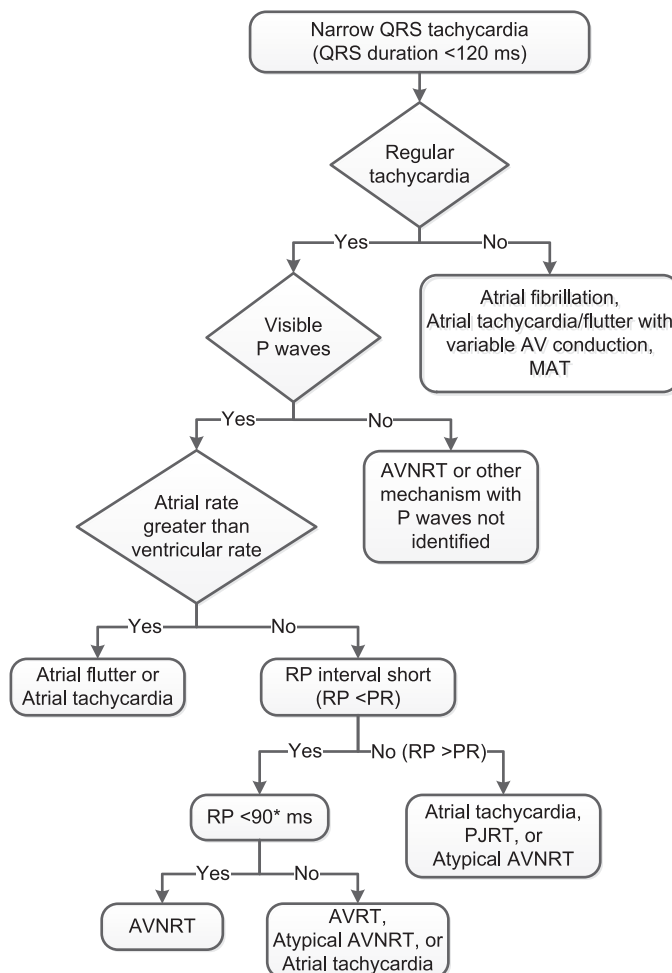 Narrow QRS tachycardia
(QRS duration <120 ms)
Regular
tachycardia
Yes
No
Visible
P waves
Atrial fibrillation,
Atrial tachycardia/flutter with
variable AV conduction,
MAT
Yes
No
Atrial rate
greater than
ventricular rate
AVNRT or other
mechanism with
P waves not
identified
Yes
No
Atrial flutter or
Atrial tachycardia
RP interval short
(RP <PR)
Yes
No (RP >PR)
RP <90* ms
Atrial tachycardia,
PJRT, or
Atypical AVNRT
Yes
No
AVNRT
AVRT,
Atypical AVNRT, or
Atrial tachycardia